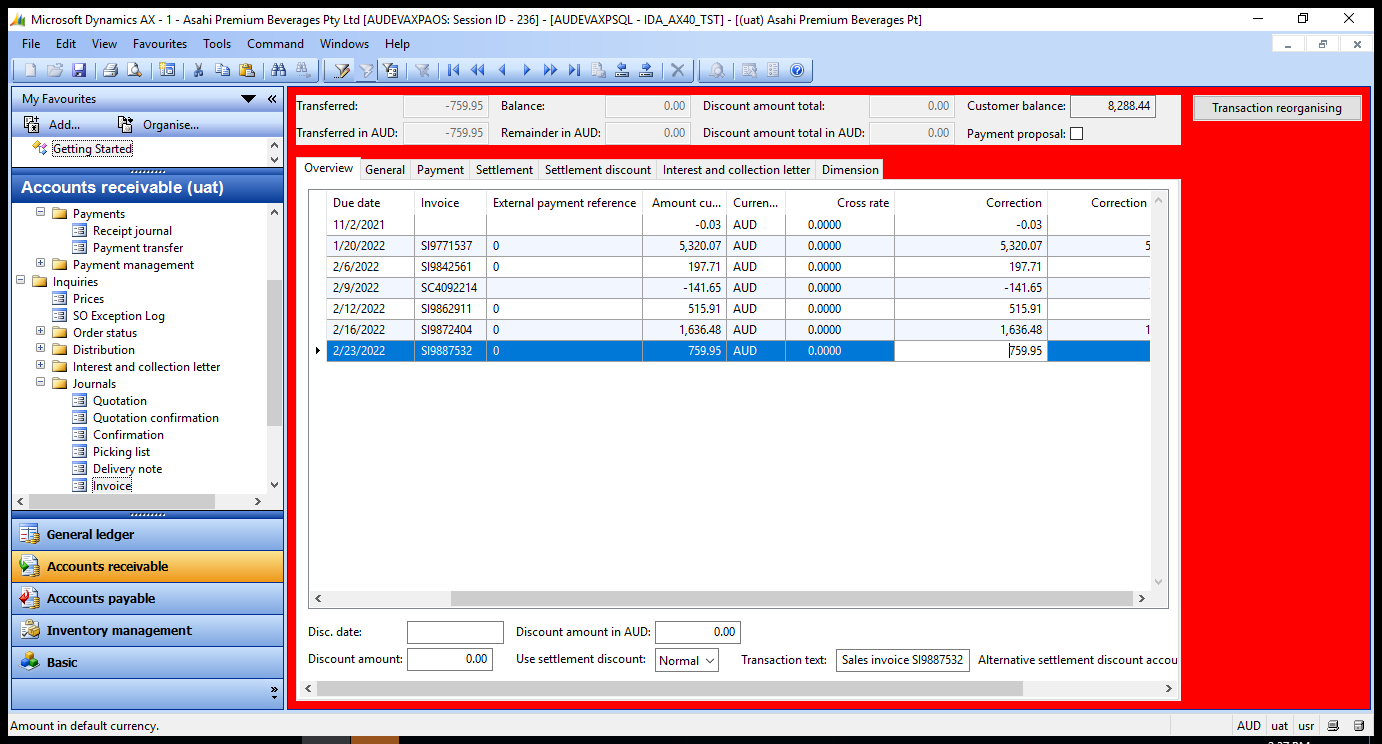 Microsoft Dynamics AX - 1 - Asahi Premium Beverages Pty Ltd [AUDEVAXPAOS: Session ID - 236] - [AUDEVAXPSQL - IDA_AX40_TST] - [(uat) Asahi Premium Beverages Pt]
File Edit View Favourites Tools Command Windows Help
My Favourites
Add... Organise...
Getting Started
Accounts receivable (uat)
Payments
Receipt journal
Payment transfer
Payment management
Inquiries
Prices
SO Exception Log
Order status
Distribution
Interest and collection letter
Journals
Quotation
Quotation confirmation
Confirmation
Picking list
Delivery note
Invoice
General ledger
Accounts receivable
Accounts payable
Inventory management
Basic
Transferred: -759.95 Balance: 0.00 Discount amount total: 0.00 Customer balance: 8,288.44 Transaction reorganising
Transferred in AUD: -759.95 Remainder in AUD: 0.00 Discount amount total in AUD: 0.00 Payment proposal:
Overview General Payment Settlement Settlement discount Interest and collection letter Dimension
Due date Invoice External payment reference Amount cu... Curren... Cross rate Correction Correction
11/2/2021 -0.03 AUD 0.0000 -0.03
1/20/2022 SI9771537 0 5,320.07 AUD 0.0000 5,320.07 5
2/6/2022 SI9842561 0 197.71 AUD 0.0000 197.71
2/9/2022 SC4092214 -141.65 AUD 0.0000 -141.65
2/12/2022 SI9862911 0 515.91 AUD 0.0000 515.91
2/16/2022 SI9872404 0 1,636.48 AUD 0.0000 1,636.48 1
2/23/2022 SI9887532 0 759.95 AUD 0.0000 759.95
Disc. date: Discount amount in AUD: 0.00
Discount amount: 0.00 Use settlement discount: Normal Transaction text: Sales invoice SI9887532 Alternative settlement discount accou
Amount in default currency. AUD uat usr